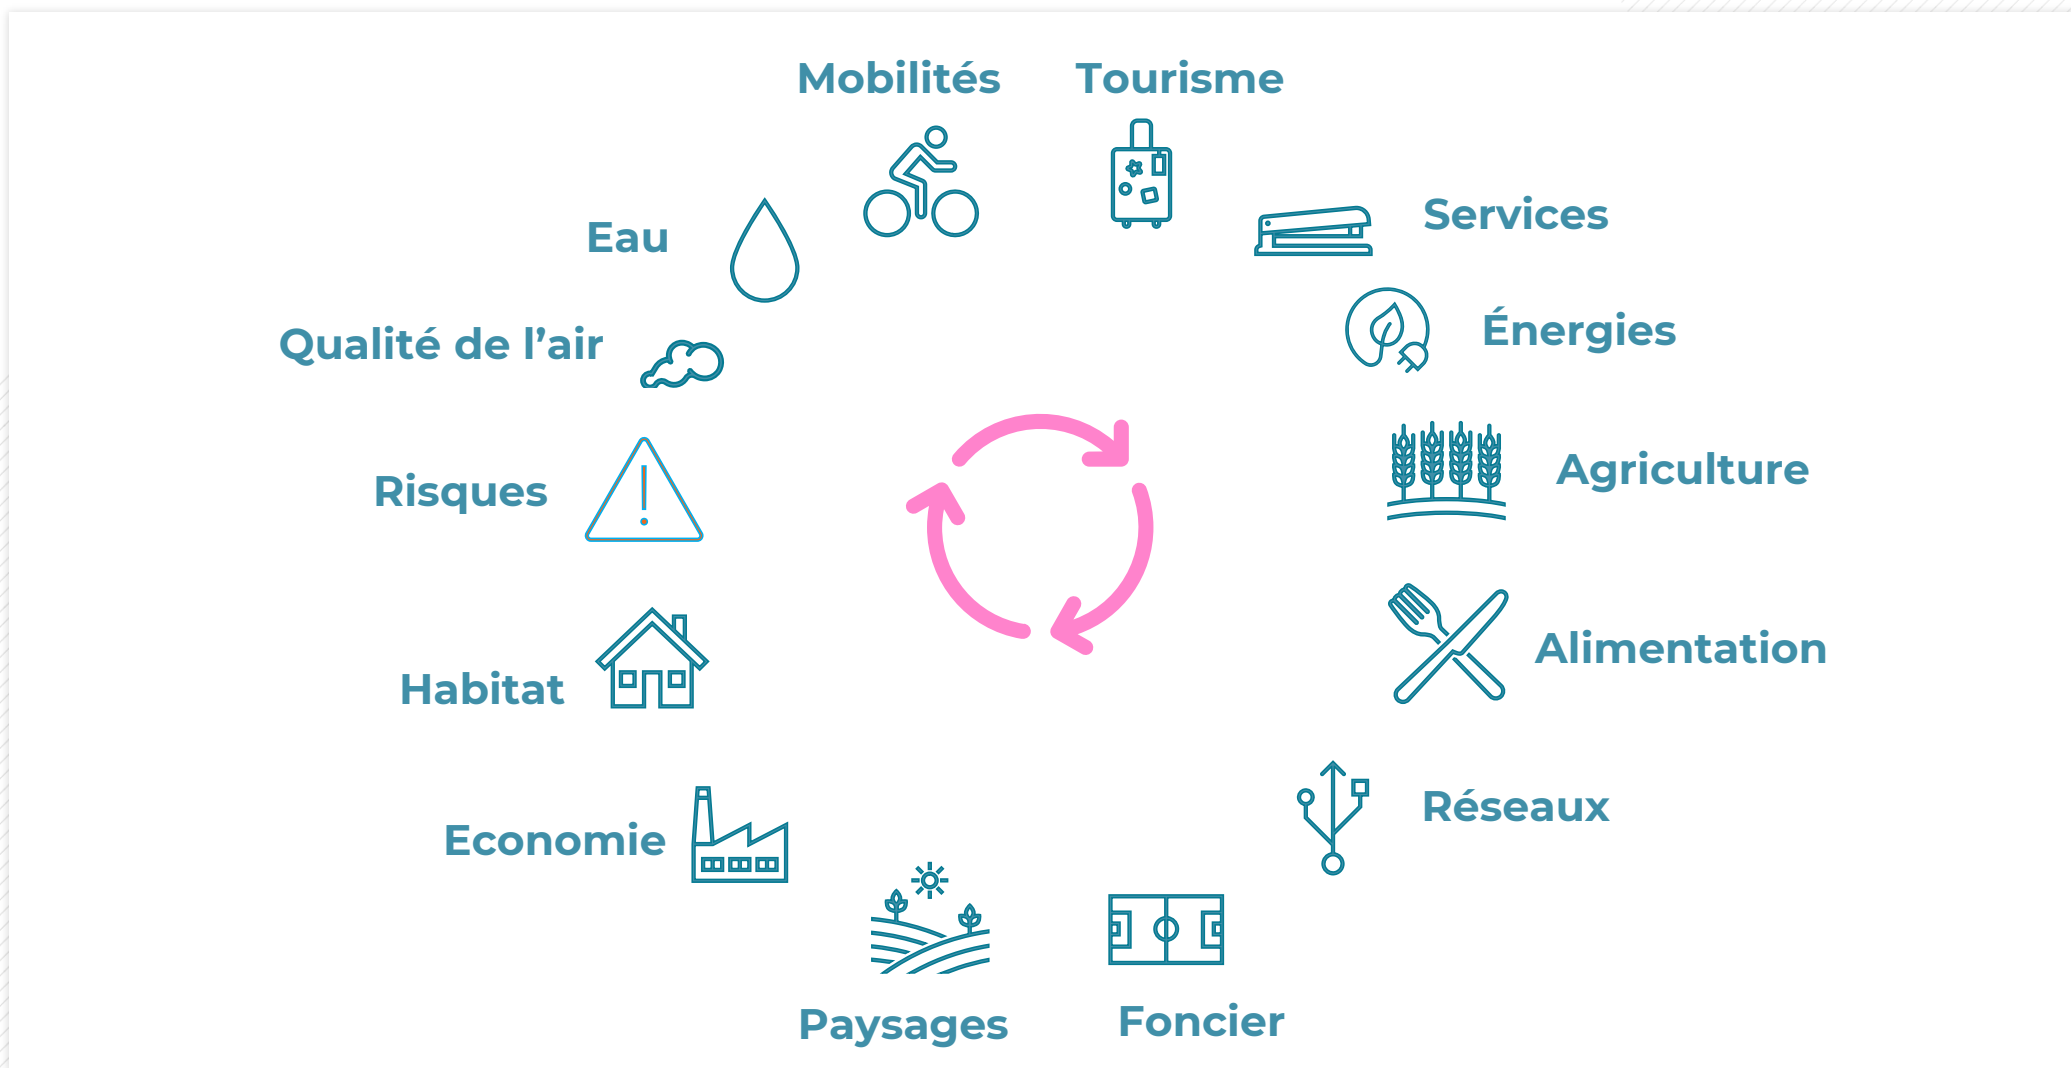 Mobilités
Tourisme
Services
Eau
Énergies
Qualité de l’air
Agriculture
Risques
Alimentation
Habitat
Réseaux
Economie
Paysages
Foncier